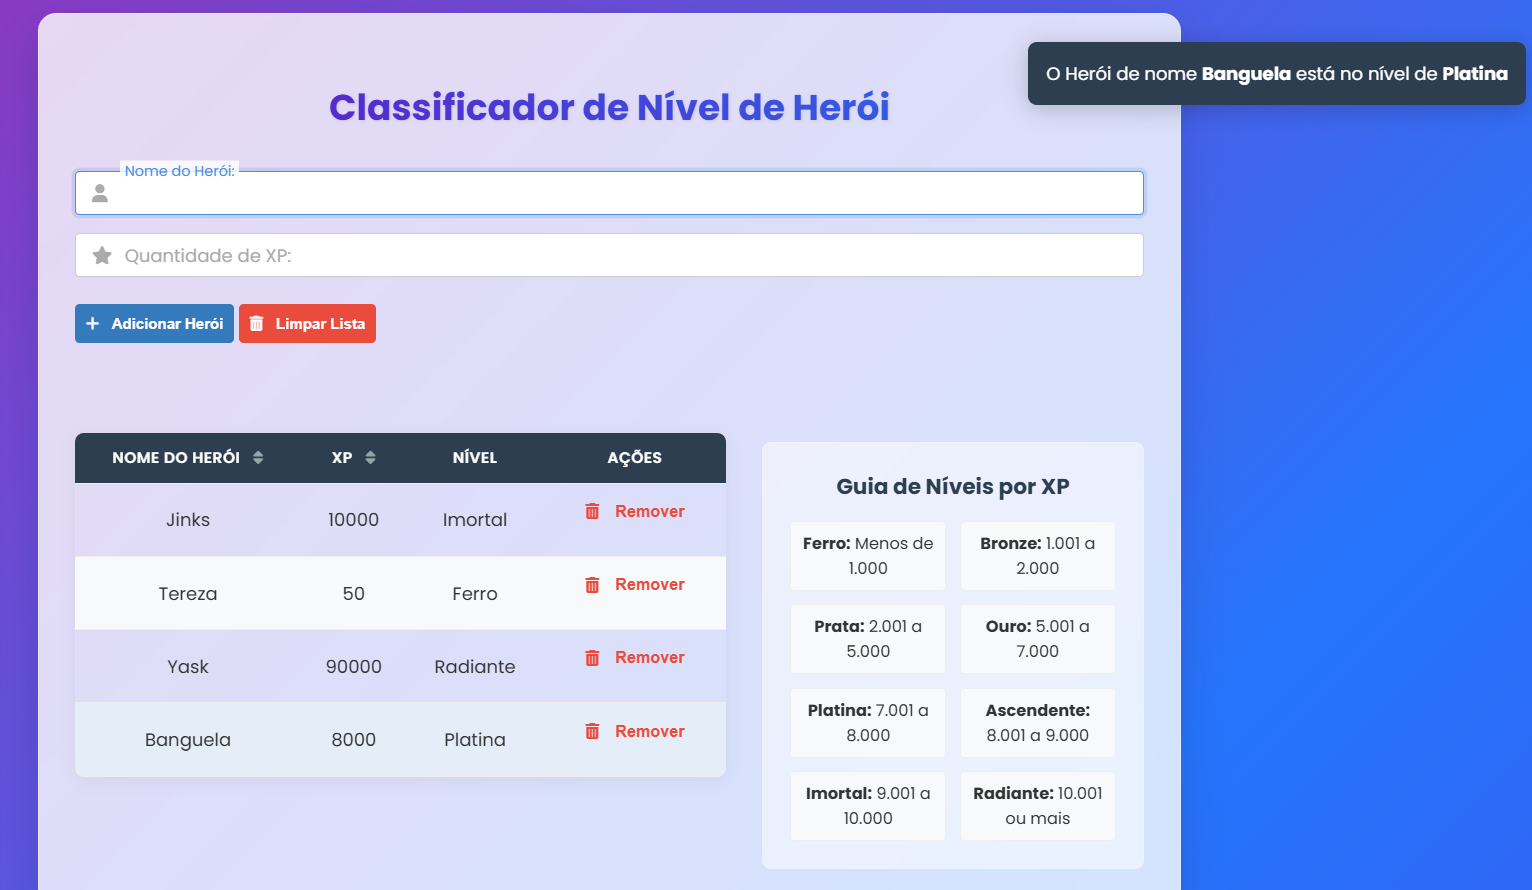 O Herói de nome Banguela está no nível de Platina
Classificador de Nível de Herói
Nome do Herói:
Quantidade de XP:
Adicionar Herói
Limpar Lista
NOME DO HERÓI XP NÍVEL AÇÕES
Jinks 10000 Imortal Remover
Tereza 50 Ferro Remover
Yask 90000 Radiante Remover
Banguela 8000 Platina Remover
Guia de Níveis por XP
Ferro: Menos de
1.000
Bronze: 1.001 a
2.000
Prata: 2.001 a
5.000
Ouro: 5.001 a
7.000
Platina: 7.001 a
8.000
Ascendente:
8.001 a 9.000
Imortal: 9.001 a
10.000
Radiante: 10.001
ou mais